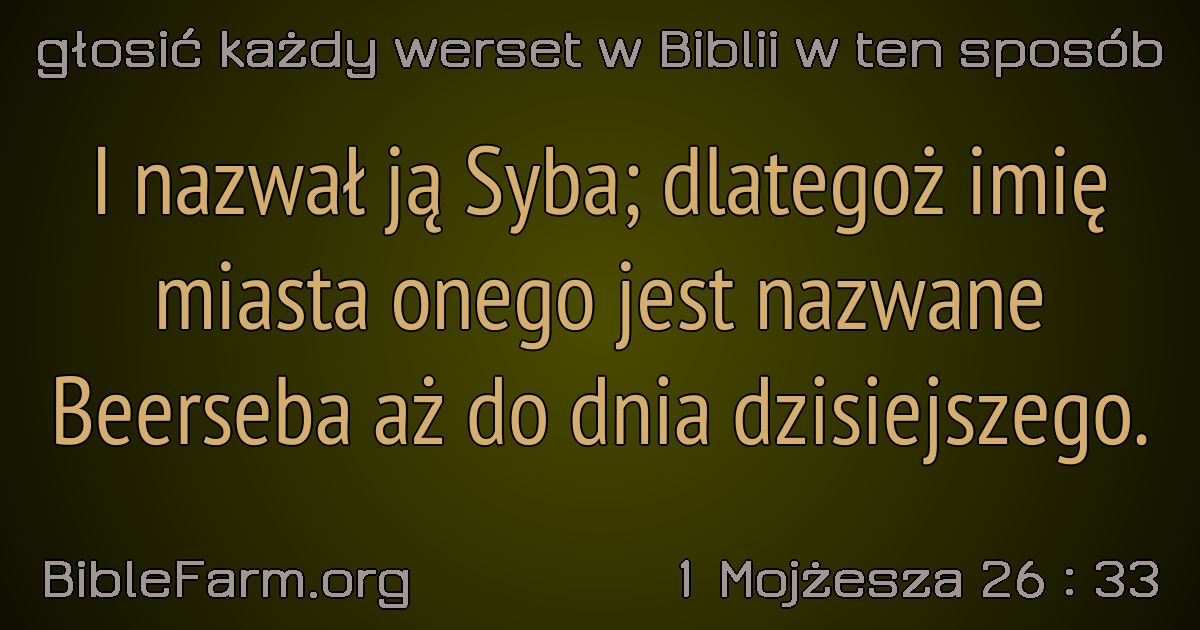 głosić każdy werset w Biblii w ten sposób
I nazwał ją Syba; dlategoż imię
miasta onego jest nazwane
Beerseba aż do dnia dzisiejszego.
BibleFarm.org
1 Mojżesza 26 : 33